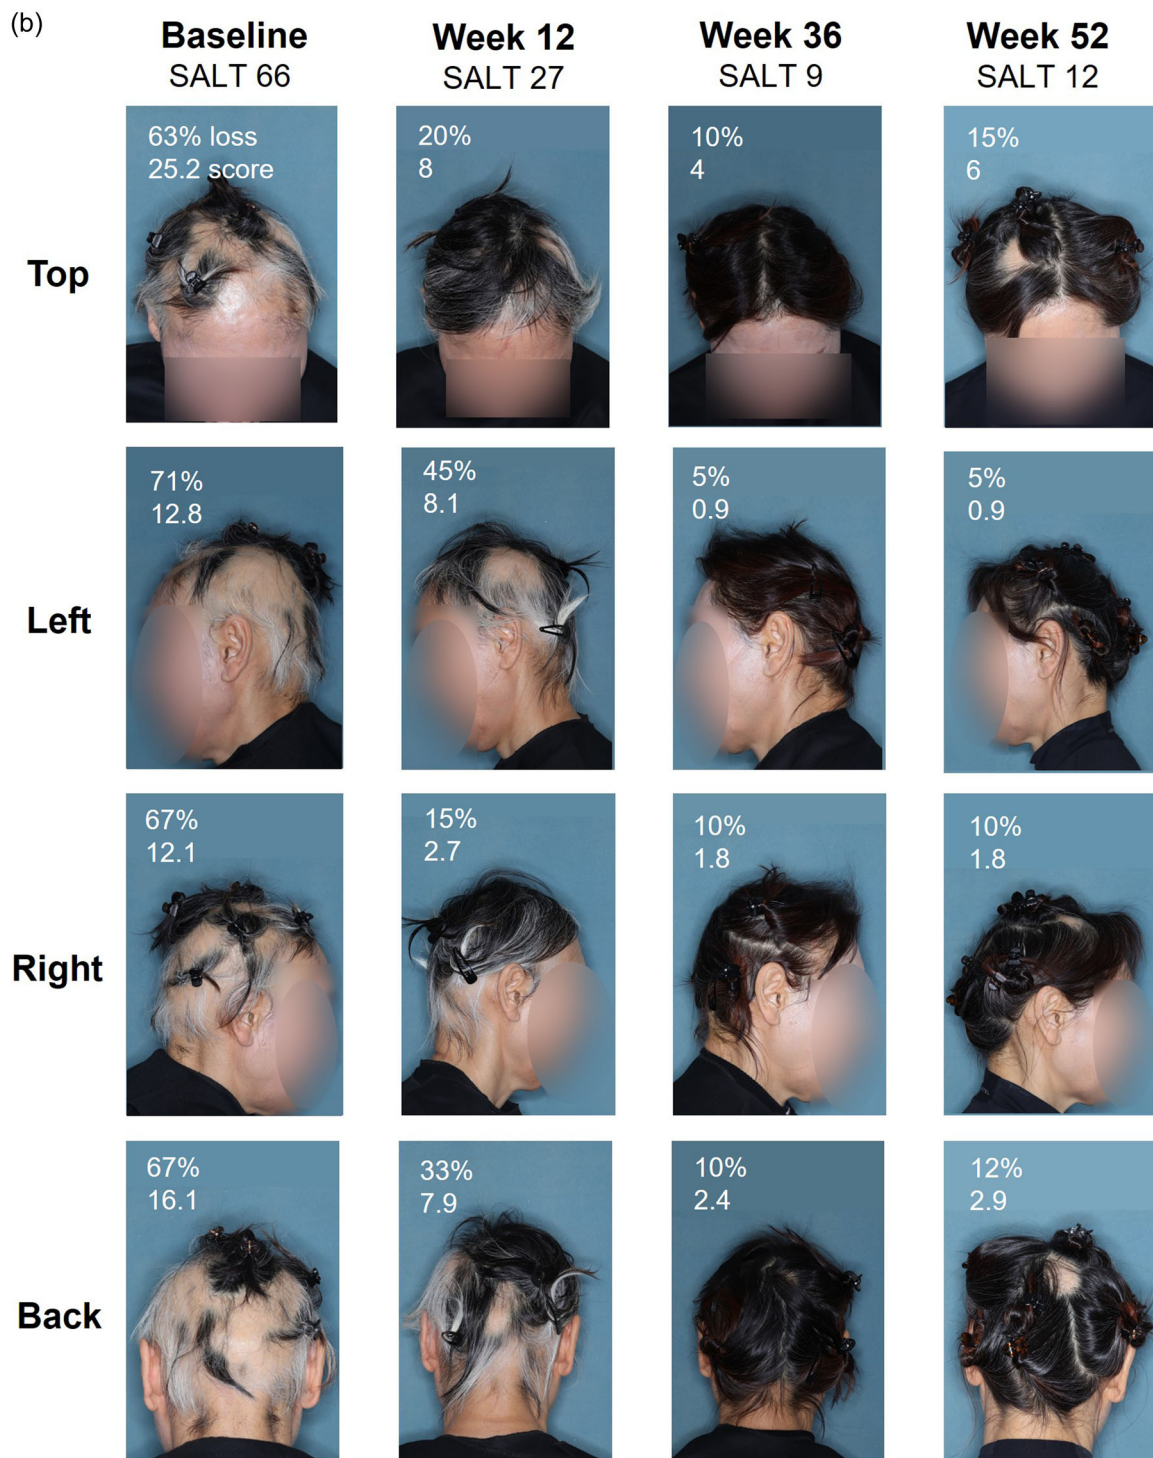 (b)
Baseline
SALT 66
Week 12
SALT 27
Week 36
SALT 9
Week 52
SALT 12
Top
63% loss
25.2 score
20%
8
10%
4
15%
6
Left
71%
12.8
45%
8.1
5%
0.9
5%
0.9
Right
67%
12.1
15%
2.7
10%
1.8
10%
1.8
Back
67%
16.1
33%
7.9
10%
2.4
12%
2.9